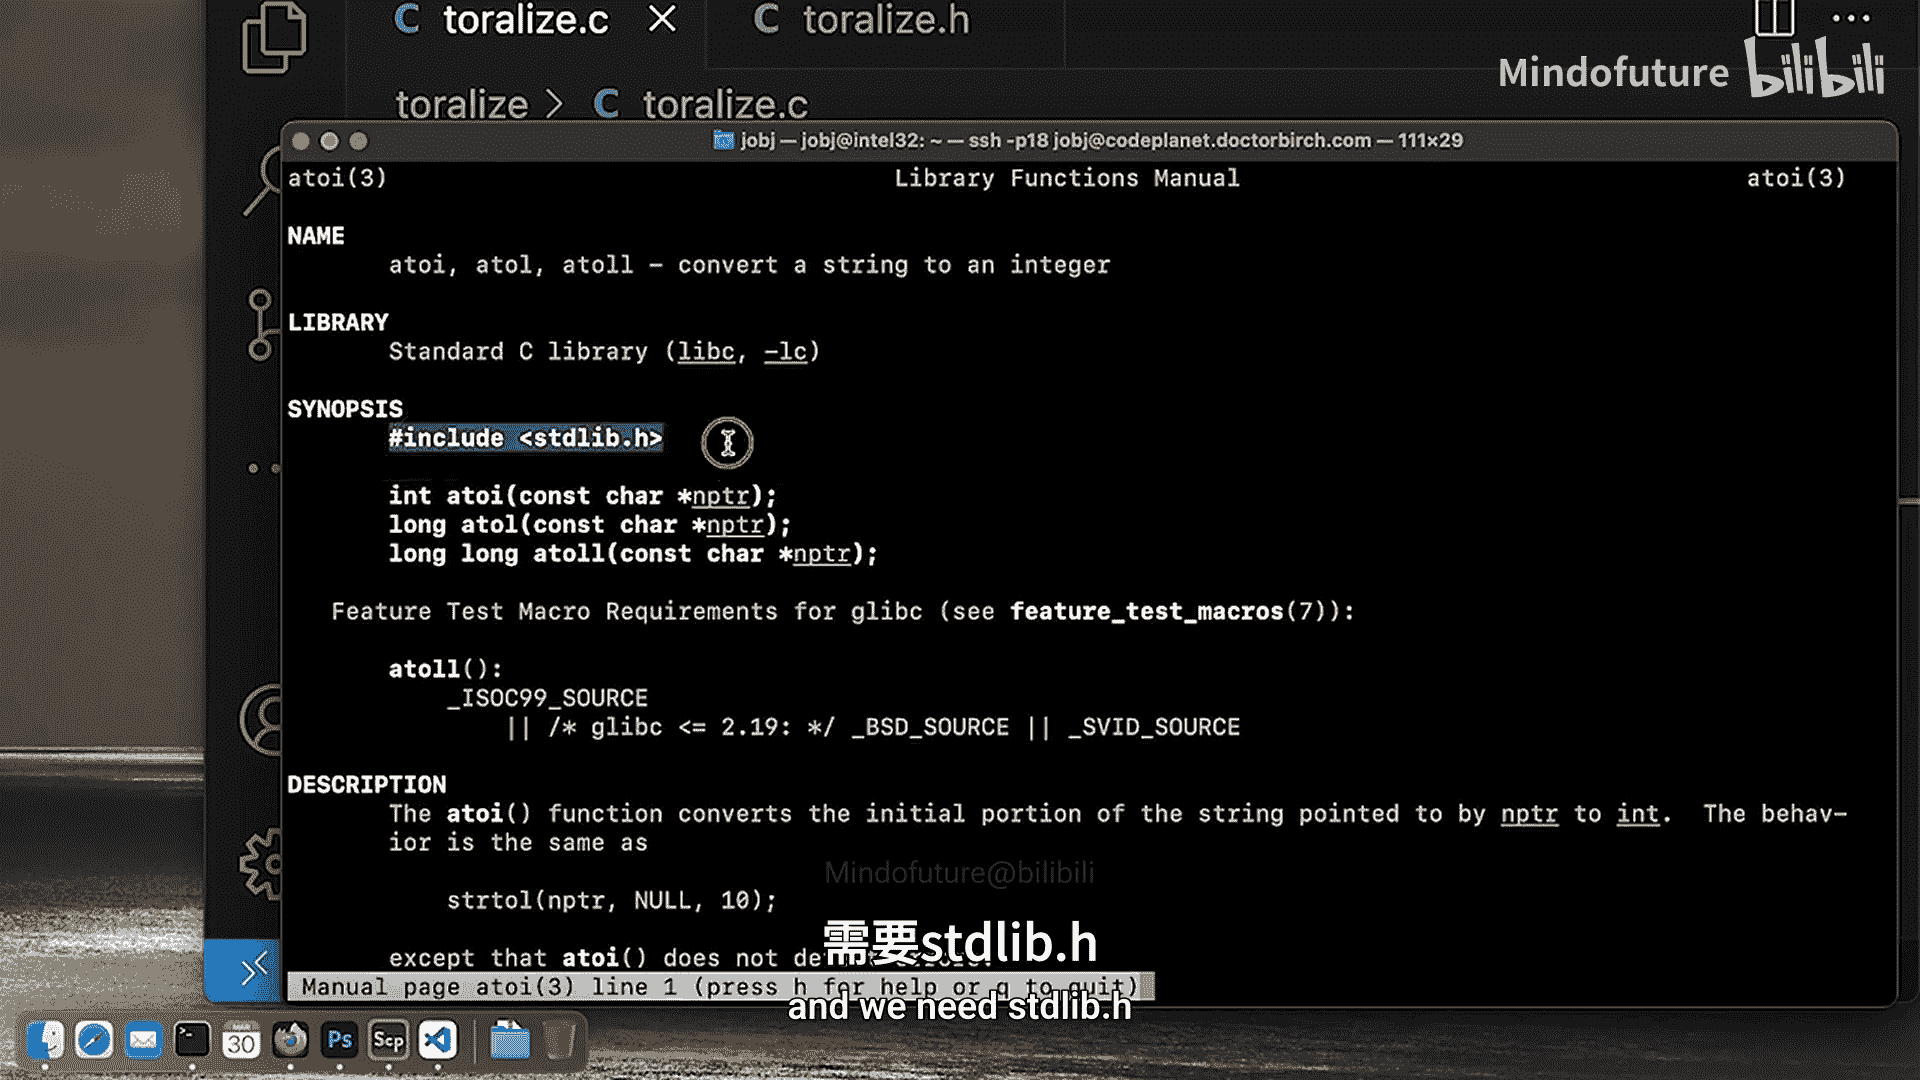 toralize.c
toralize.h
Mindofuture bilibili
toralize > C toralize.c
jobj — jobj@intel32: ~ — ssh -p18 jobj@codeplanet.doctorbirch.com — 111×29
atoi(3) Library Functions Manual atoi(3)
NAME
atoi, atol, atoll - convert a string to an integer
LIBRARY
Standard C library (libc, -lc)
SYNOPSIS
#include <stdlib.h>
int atoi(const char *nptr);
long atol(const char *nptr);
long long atoll(const char *nptr);
Feature Test Macro Requirements for glibc (see feature_test_macros(7)):
atoll():
_ISOC99_SOURCE
|| /* glibc <= 2.19: */ _BSD_SOURCE || _SVID_SOURCE
DESCRIPTION
The atoi() function converts the initial portion of the string pointed to by nptr to int. The behav-
ior is the same as
Mindofuture@bilibili
strtol(nptr, NULL, 10);
需要stdlib.h
except that atoi() does not
Manual page atoi(3) line 1 (press h for help or q to quit)
and we need stdlib.h
30
Ps
Scp